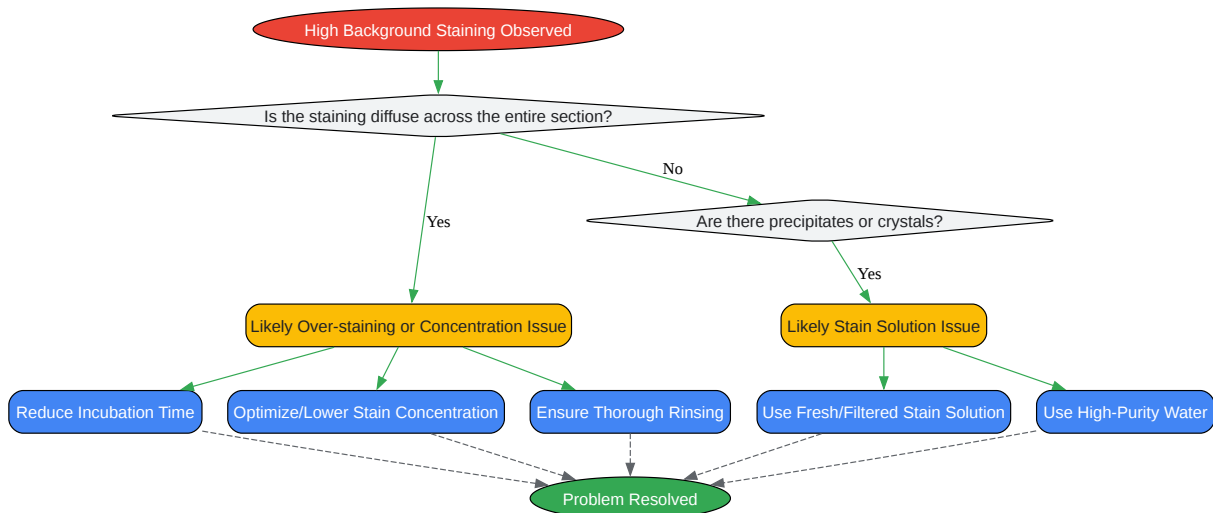 High Background Staining Observed
Is the staining diffuse across the entire section?
No
Yes
Are there precipitates or crystals?
Yes
Likely Over-staining or Concentration Issue
Likely Stain Solution Issue
Reduce Incubation Time
Optimize/Lower Stain Concentration
Ensure Thorough Rinsing
Use Fresh/Filtered Stain Solution
Use High-Purity Water
Problem Resolved